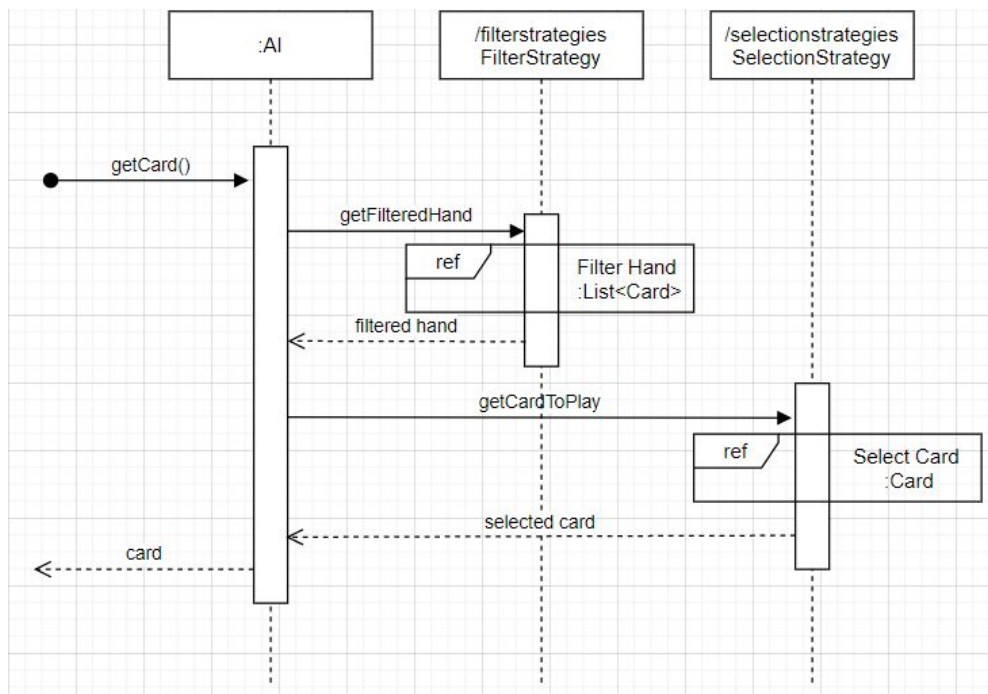 :AI
/filterstrategies
FilterStrategy
/selectionstrategies
SelectionStrategy
getCard()
getFilteredHand
ref
Filter Hand
:List<Card>
filtered hand
getCardToPlay
ref
Select Card
:Card
selected card
card